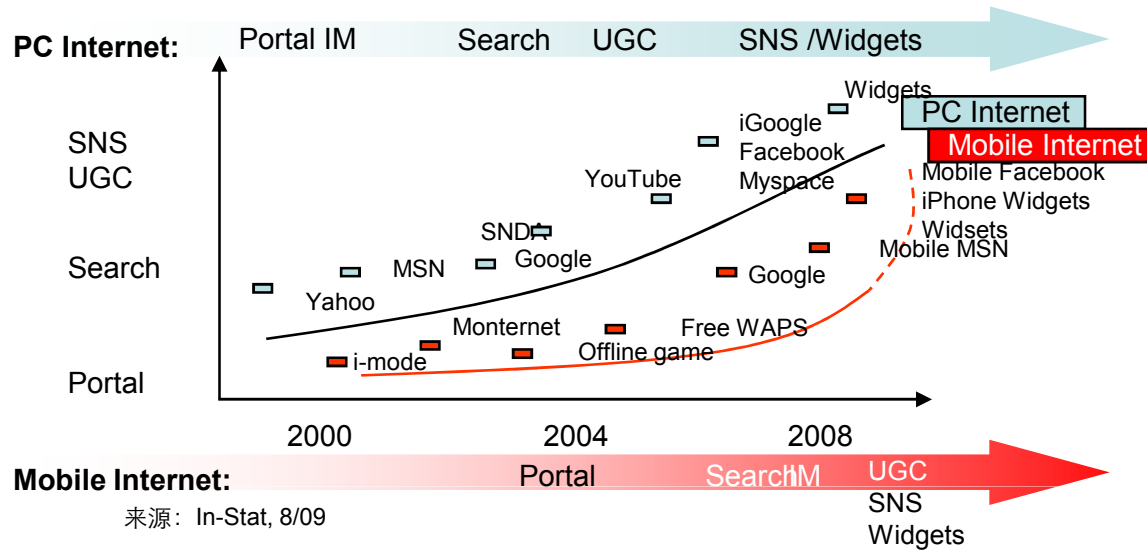 PC Internet:
Portal IM
Search
UGC
SNS /Widgets
Widgets
PC Internet
Mobile Internet
SNS
UGC
iGoogle
Facebook
Myspace
YouTube
Mobile Facebook
iPhone Widgets
Widsets
SNDA
Google
MSN
Yahoo
Mobile MSN
Google
Search
Monternet
Free WAPS
Offline game
i-mode
Portal
2000
2004
2008
Mobile Internet:
Portal
Search
IM
UGC
SNS
Widgets
来源：In-Stat, 8/09